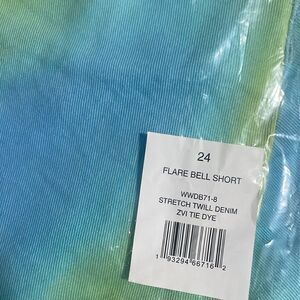 24
FLARE BELL SHORT
WWDB71-8
STRETCH TWILL DENIM
ZVI TIE DYE
1 93294 66716 2